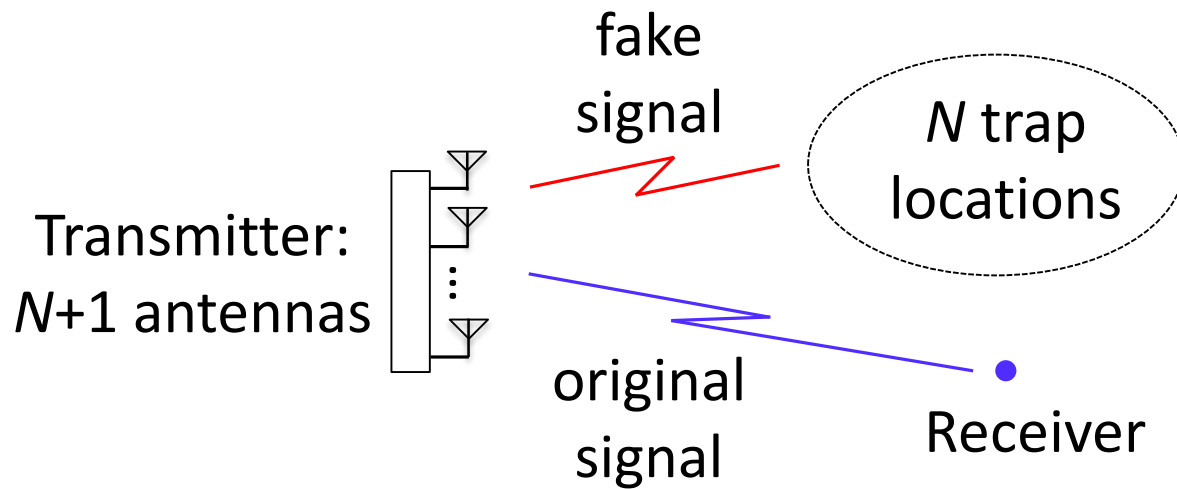 fake
signal
N trap
locations
Transmitter:
N+1 antennas
original
signal
Receiver